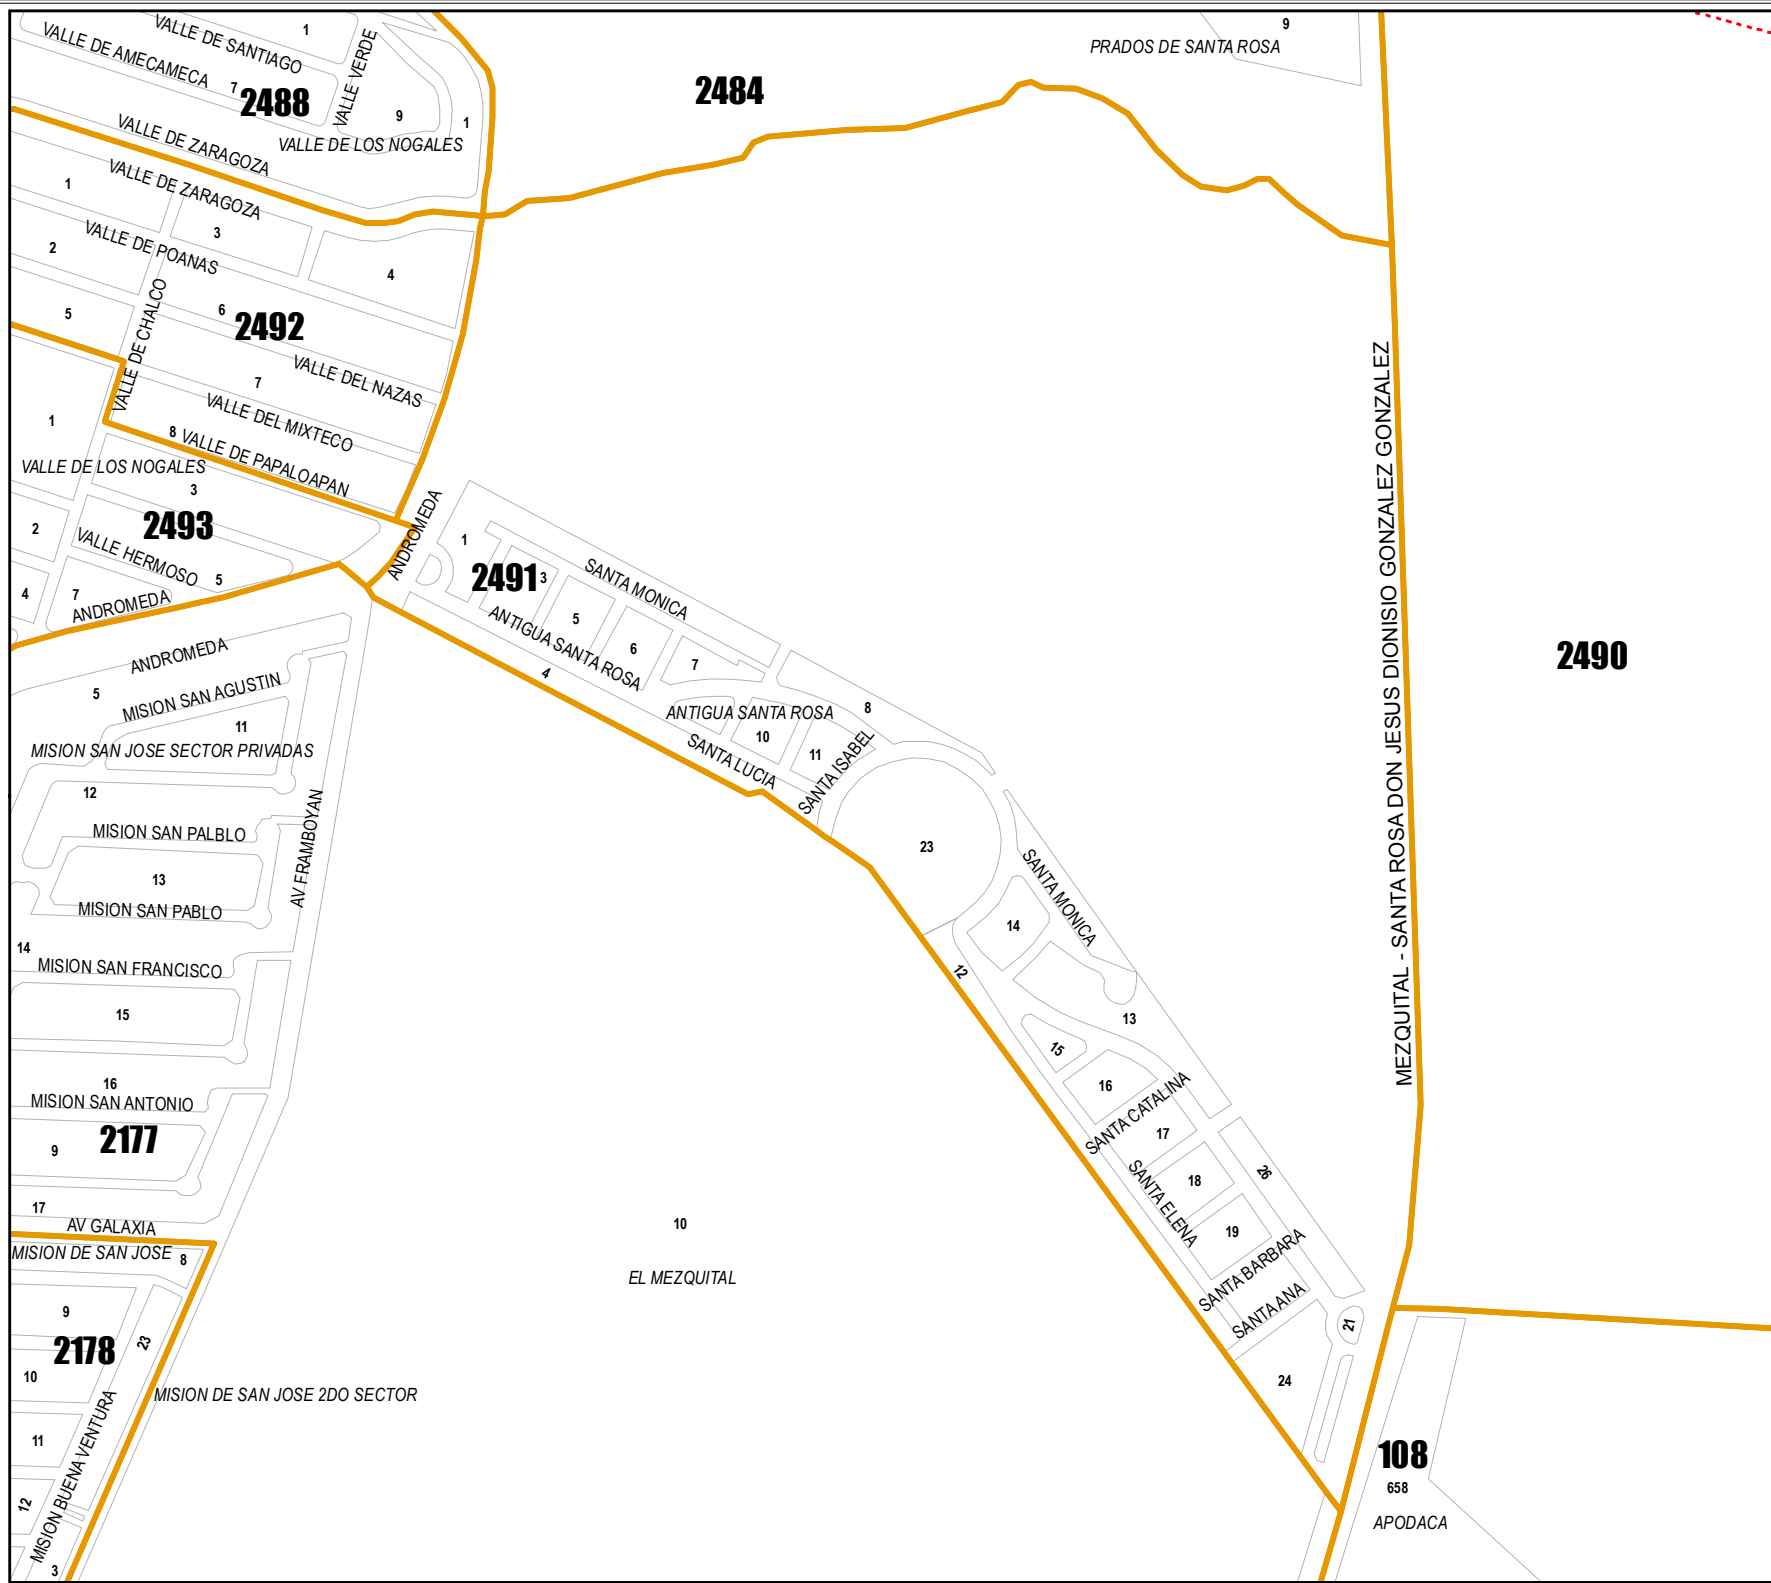 VALLE DE SANTIAGO
1
9
PRADOS DE SANTA ROSA
VALLE DE AMECAMECA
7
VALLE VERDE
2488
2484
9
1
VALLE DE LOS NOGALES
VALLE DE ZARAGOZA
VALLE DE ZARAGOZA
1
3
2
VALLE DE POANAS
4
5
VALLE DE CHALCO
6
2492
VALLE DEL NAZAS
7
1
VALLE DEL MIXTECO
8
VALLE DE PAPALOAPAN
VALLE DE LOS NOGALES
3
2493
2
VALLE HERMOSO
5
4
7
ANDROMEDA
ANDROMEDA
1
2491
3
SANTA MONICA
5
ANTIGUA SANTA ROSA
6
7
4
ANTIGUA SANTA ROSA
8
10
11
SANTA LUCIA
SANTA ISABEL
MEZQUITAL - SANTA ROSA DON JESUS DIONISIO GONZALEZ GONZALEZ
2490
ANDROMEDA
5
MISION SAN AGUSTIN
11
MISION SAN JOSE SECTOR PRIVADAS
12
MISION SAN PALBLO
AV FRAMBOYAN
13
MISION SAN PABLO
14
MISION SAN FRANCISCO
15
16
MISION SAN ANTONIO
2177
9
17
AV GALAXIA
23
SANTA MONICA
14
12
13
15
16
SANTA CATALINA
17
SANTA ELENA
18
26
19
SANTA BARBARA
SANTA ANA
21
24
10
EL MEZQUITAL
MISION DE SAN JOSE
8
9
2178
23
10
MISION DE SAN JOSE 2DO SECTOR
11
MISION BUENAVENTURA
12
3
108
658
APODACA